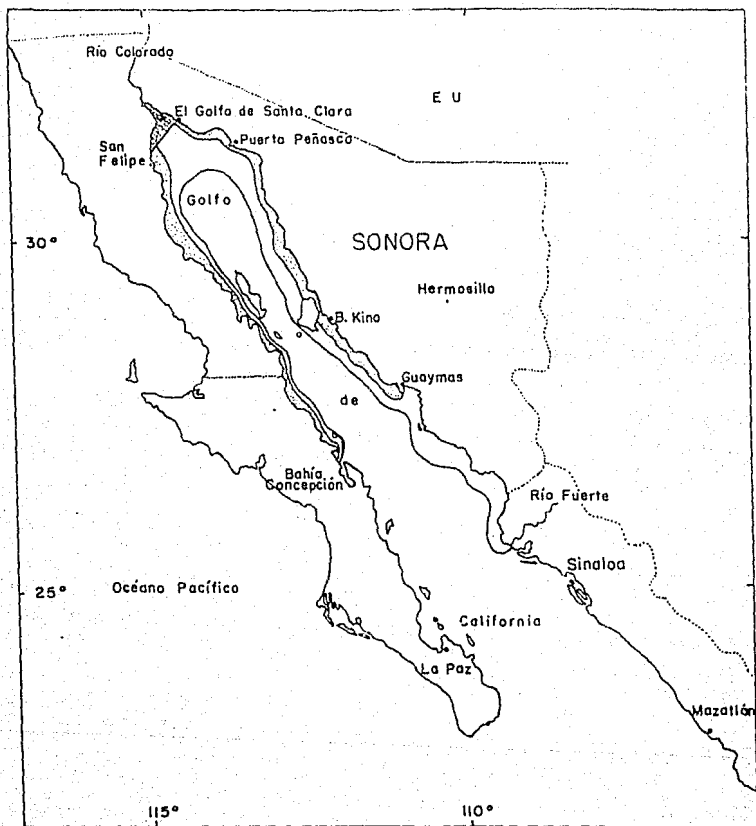 Río Colorado
E U
El Golfo de Santa Clara
Puerto Peñasco
San
Felipe
Golfo
30°
SONORA
Hermosillo
B. Kino
Guaymas
de
Bahía
Concepción
Río Fuerte
Sinaloa
25°
Océano Pacífico
California
La Paz
Mazatlán
115°
110°